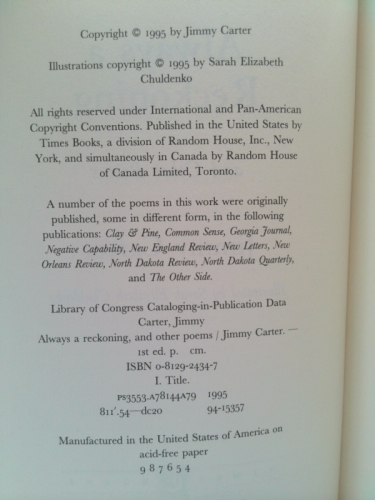 Copyright © 1995 by Jimmy Carter
Illustrations copyright © 1995 by Sarah Elizabeth
Chuldenko
All rights reserved under International and Pan-American
Copyright Conventions. Published in the United States by
Times Books, a division of Random House, Inc., New
York, and simultaneously in Canada by Random House
of Canada Limited, Toronto.
A number of the poems in this work were originally
published, some in different form, in the following
publications: Clay & Pine, Common Sense, Georgia Journal,
Negative Capability, New England Review, New Letters, New
Orleans Review, North Dakota Review, North Dakota Quarterly,
and The Other Side.
Library of Congress Cataloging-in-Publication Data
Carter, Jimmy
Always a reckoning, and other poems / Jimmy Carter. —
1st ed. p. cm.
ISBN 0-8129-2434-7
I. Title.
PS3553.A78144A79 1995
811'.54—dc20 94-15357
Manufactured in the United States of America on
acid-free paper
9 8 7 6 5 4